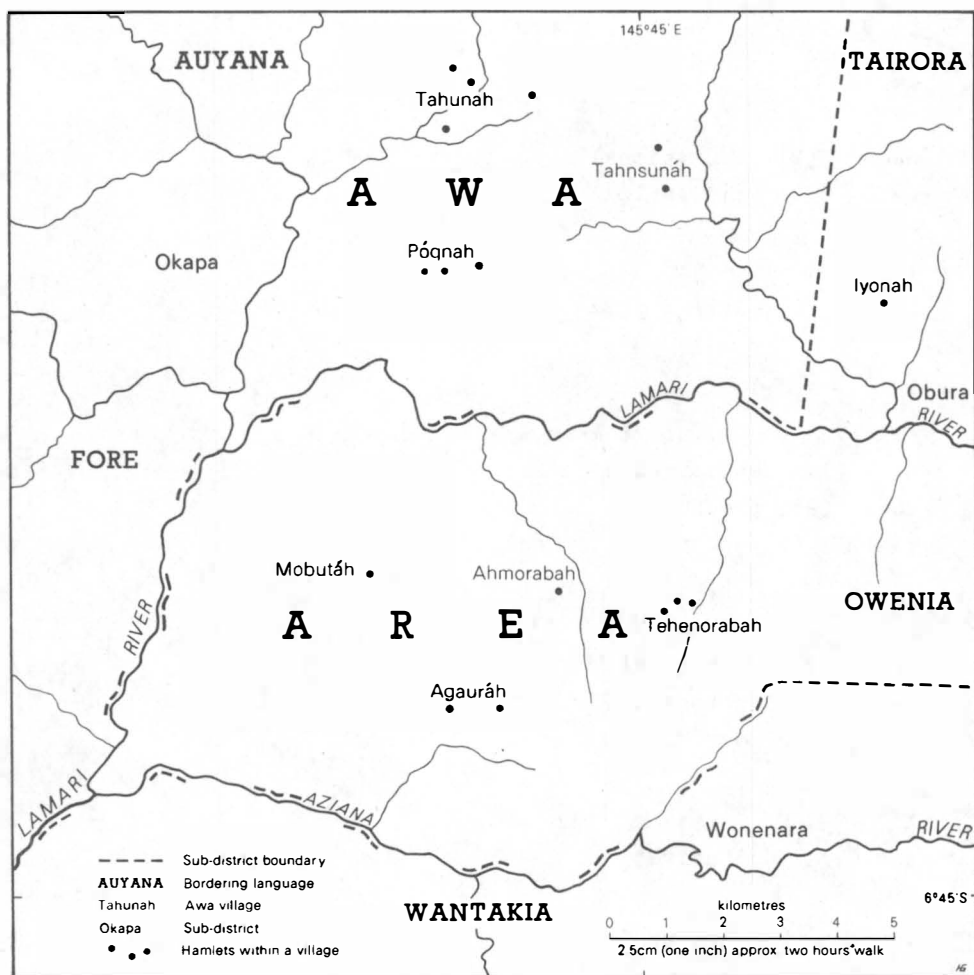 145°45′ E
AUYANA
TAIRORA
Tahunah
Tahnsunáh
A W A
Póqnah
Okapa
Iyonah
LAMARI
Obura
RIVER
FORE
Mobutáh
Ahmorabah
OWENIA
RIVER
A R E A
Tehenorabah
Agauráh
LAMARI
AZIANA
Wonenara
RIVER
6°45′S
WANTAKIA
--- Sub-district boundary
AUYANA Bordering language
Tahunah Awa village
Okapa Sub-district
Hamlets within a village
kilometres
0 1 2 3 5
2 5cm (one inch) approx two hours' walk